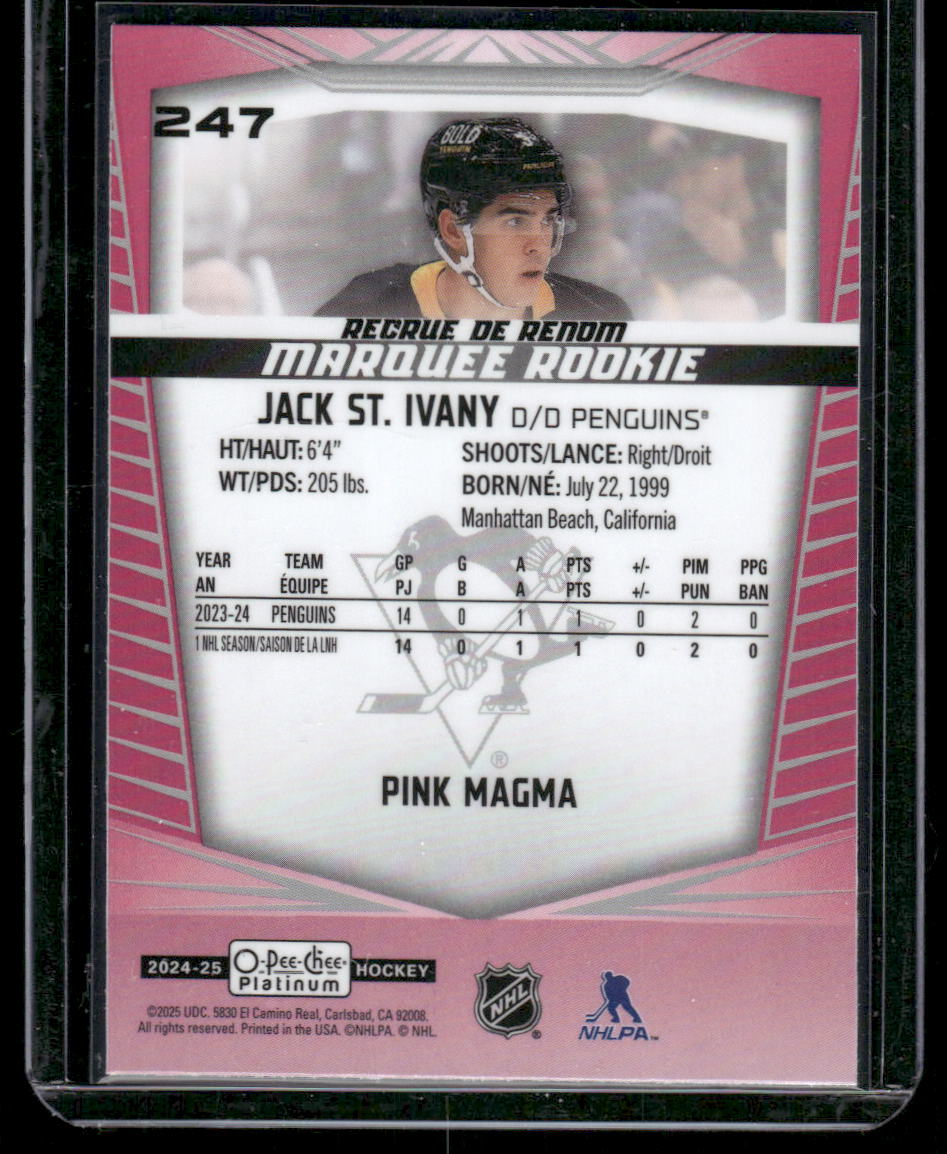 247
BOLD
PENGUIN
RECRUE DE RENOM
MARQUEE ROOKIE
JACK ST. IVANY D/D PENGUINS®
HT/HAUT: 6'4" SHOOTS/LANCE: Right/Droit
WT/PDS: 205 lbs. BORN/NÉ: July 22, 1999
Manhattan Beach, California
YEAR TEAM GP G A PTS +/- PIM PPG
AN ÉQUIPE PJ B A PTS +/- PUN BAN
2023-24 PENGUINS 14 0 1 1 0 2 0
1 NHL SEASON/SAISON DE LA LNH 14 0 1 1 0 2 0
®
PINK MAGMA
2024-25 O-Pee-Chee® Platinum HOCKEY
©2025 UDC. 5830 El Camino Real, Carlsbad, CA 92008.
All rights reserved. Printed in the USA. ©NHLPA. © NHL.
NHL ®
NHLPA™